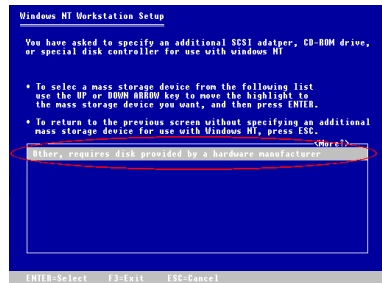 Windows NT Workstation Setup
You have asked to specify an additional SCSI adatper, CD-ROM drive,
or special disk controller for use with windows NT
• To selec a mass storage device from the following list
use the UP or DOWN ARROW key to move the highlight to
the mass storage device you want, and then press ENTER.
• To return to the previous screen without specifying an additional
mass storage device for use with Windows NT, press ESC.
<More↑>
Other, requires disk provided by a hardware manufacturer
ENTER=Select F3=Exit ESC=Cancel